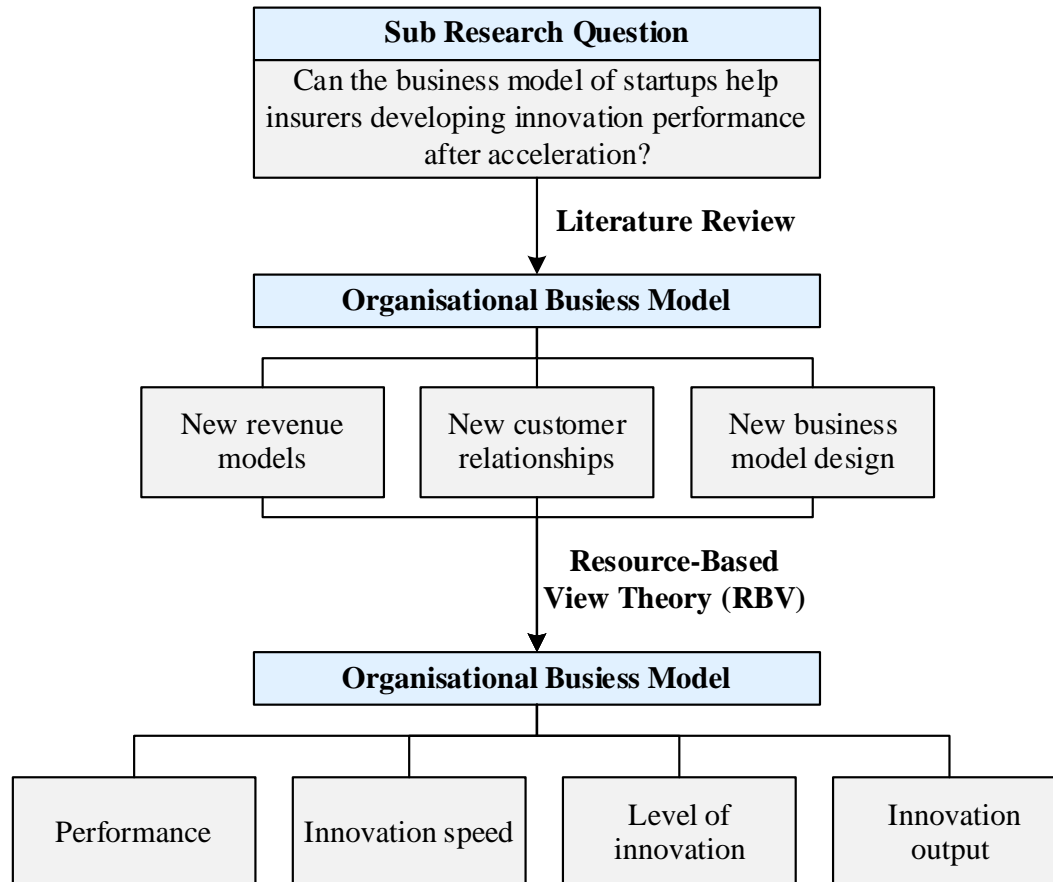 Sub Research Question
Can the business model of startups help
insurers developing innovation performance
after acceleration?
Literature Review
Organisational Busiess Model
New revenue
models
New customer
relationships
New business
model design
Resource-Based
View Theory (RBV)
Organisational Busiess Model
Performance
Innovation speed
Level of
innovation
Innovation
output